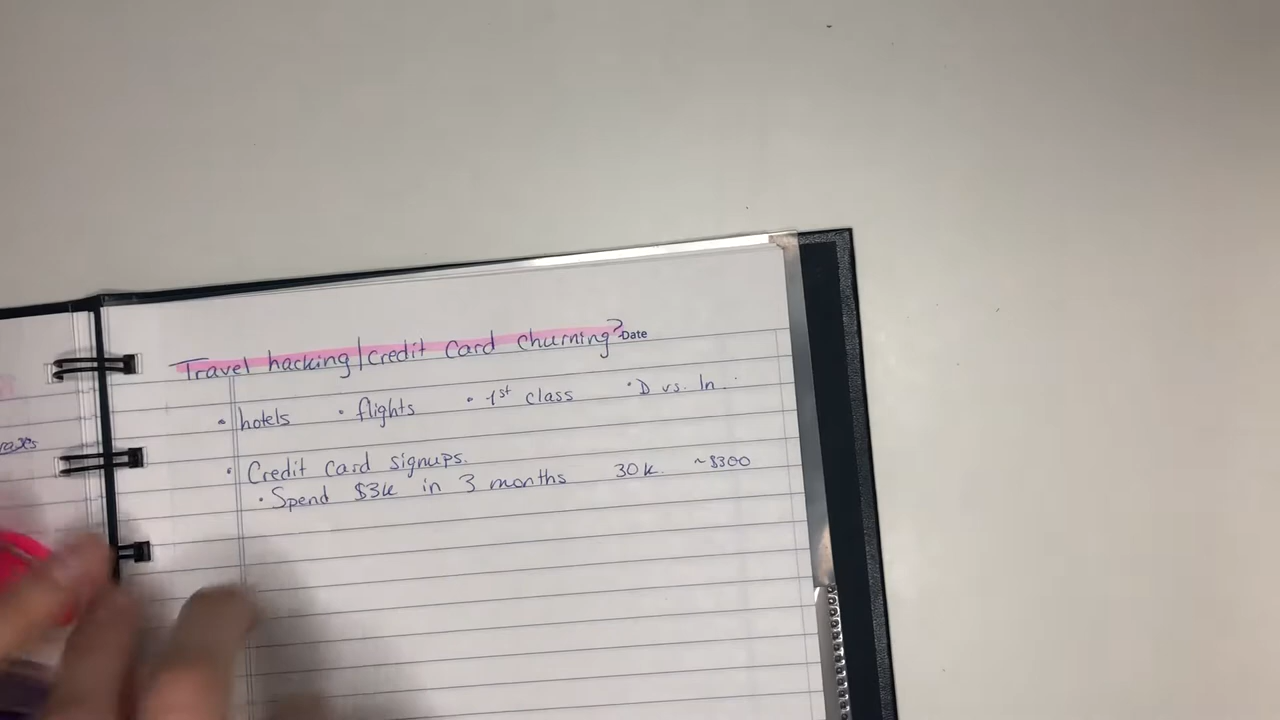 Travel hacking/Credit Card churning?
Date
• hotels • flights • 1st class • D vs. In
• Credit Card signups.
• Spend $3k in 3 months 30k. ~$300